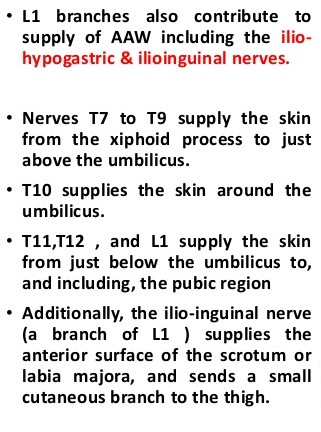 • L1 branches also contribute to
supply of AAW including the ilio-
hypogastric & ilioinguinal nerves.
• Nerves T7 to T9 supply the skin
from the xiphoid process to just
above the umbilicus.
• T10 supplies the skin around the
umbilicus.
• T11,T12 , and L1 supply the skin
from just below the umbilicus to,
and including, the pubic region
• Additionally, the ilio-inguinal nerve
(a branch of L1 ) supplies the
anterior surface of the scrotum or
labia majora, and sends a small
cutaneous branch to the thigh.